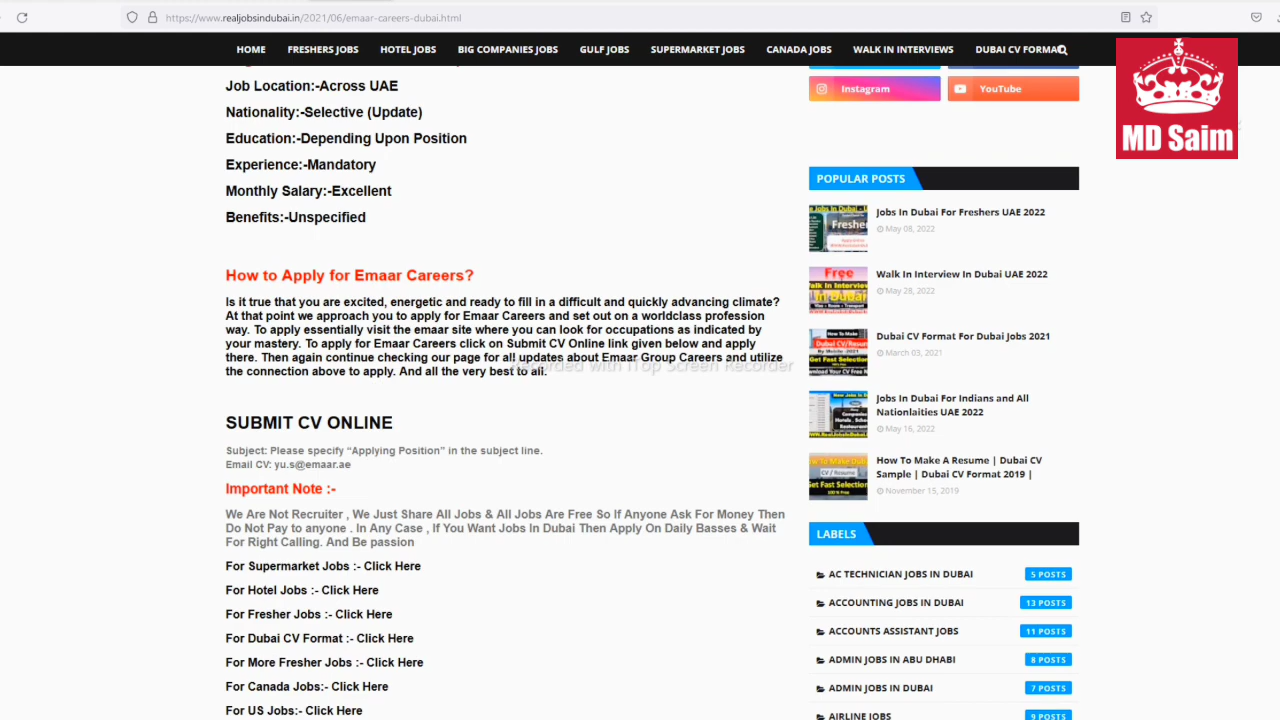 https://www.realjobsindubai.in/2021/06/emaar-careers-dubai.html
HOME FRESHERS JOBS HOTEL JOBS BIG COMPANIES JOBS GULF JOBS SUPERMARKET JOBS CANADA JOBS WALK IN INTERVIEWS DUBAI CV FORMAT
MD Saim
Job Location:-Across UAE
Nationality:-Selective (Update)
Education:-Depending Upon Position
Experience:-Mandatory
Monthly Salary:-Excellent
Benefits:-Unspecified
How to Apply for Emaar Careers?
Is it true that you are excited, energetic and ready to fill in a difficult and quickly advancing climate?
At that point we approach you to apply for Emaar Careers and set out on a worldclass profession
way. To apply essentially visit the emaar site where you can look for occupations as indicated by
your mastery. To apply for Emaar Careers click on Submit CV Online link given below and apply
there. Then again continue checking our page for all updates about Emaar Group Careers and utilize
the connection above to apply. And all the very best to all.
Recorded with iTop Screen Recorder
SUBMIT CV ONLINE
Subject: Please specify “Applying Position” in the subject line.
Email CV: yu.s@emaar.ae
Important Note :-
We Are Not Recruiter , We Just Share All Jobs & All Jobs Are Free So If Anyone Ask For Money Then
Do Not Pay to anyone . In Any Case , If You Want Jobs In Dubai Then Apply On Daily Basses & Wait
For Right Calling. And Be passion
For Supermarket Jobs :- Click Here
For Hotel Jobs :- Click Here
For Fresher Jobs :- Click Here
For Dubai CV Format :- Click Here
For More Fresher Jobs :- Click Here
For Canada Jobs:- Click Here
For US Jobs:- Click Here
Instagram YouTube
POPULAR POSTS
Jobs In Dubai For Freshers UAE 2022
May 08, 2022
Walk In Interview In Dubai UAE 2022
May 28, 2022
Dubai CV Format For Dubai Jobs 2021
March 03, 2021
Jobs In Dubai For Indians and All
Nationlaities UAE 2022
May 16, 2022
How To Make A Resume | Dubai CV
Sample | Dubai CV Format 2019 |
November 15, 2019
LABELS
AC TECHNICIAN JOBS IN DUBAI 5 POSTS
ACCOUNTING JOBS IN DUBAI 13 POSTS
ACCOUNTS ASSISTANT JOBS 11 POSTS
ADMIN JOBS IN ABU DHABI 8 POSTS
ADMIN JOBS IN DUBAI 7 POSTS
AIRLINE JOBS 9 POSTS